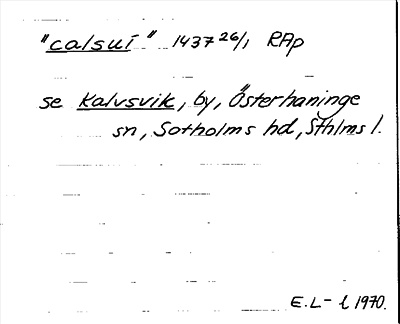 "calsui" 1437 26/1 RAp
se Kalvsvik, by, Österhaninge
sn, Sotholms hd, Sthlms l.
E.L-l 1970.